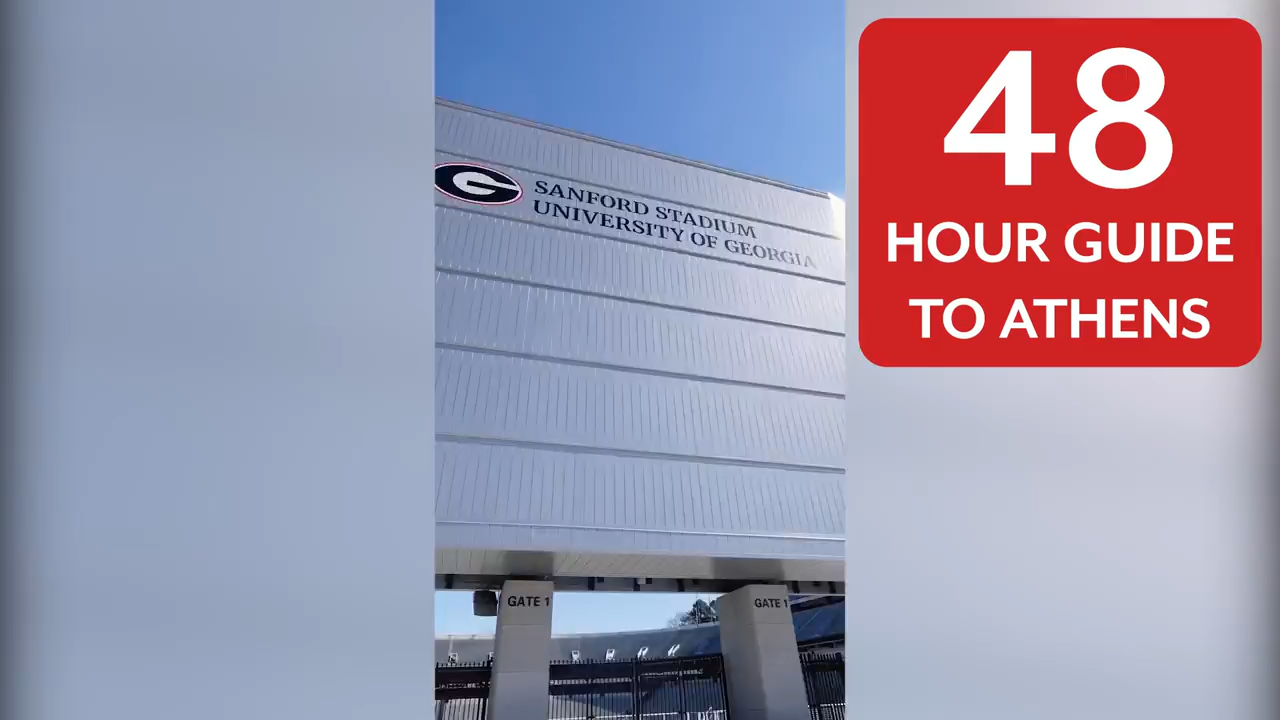 SANFORD STADIUM
UNIVERSITY OF GEORGIA
GATE 1
GATE 1
48
HOUR GUIDE
TO ATHENS